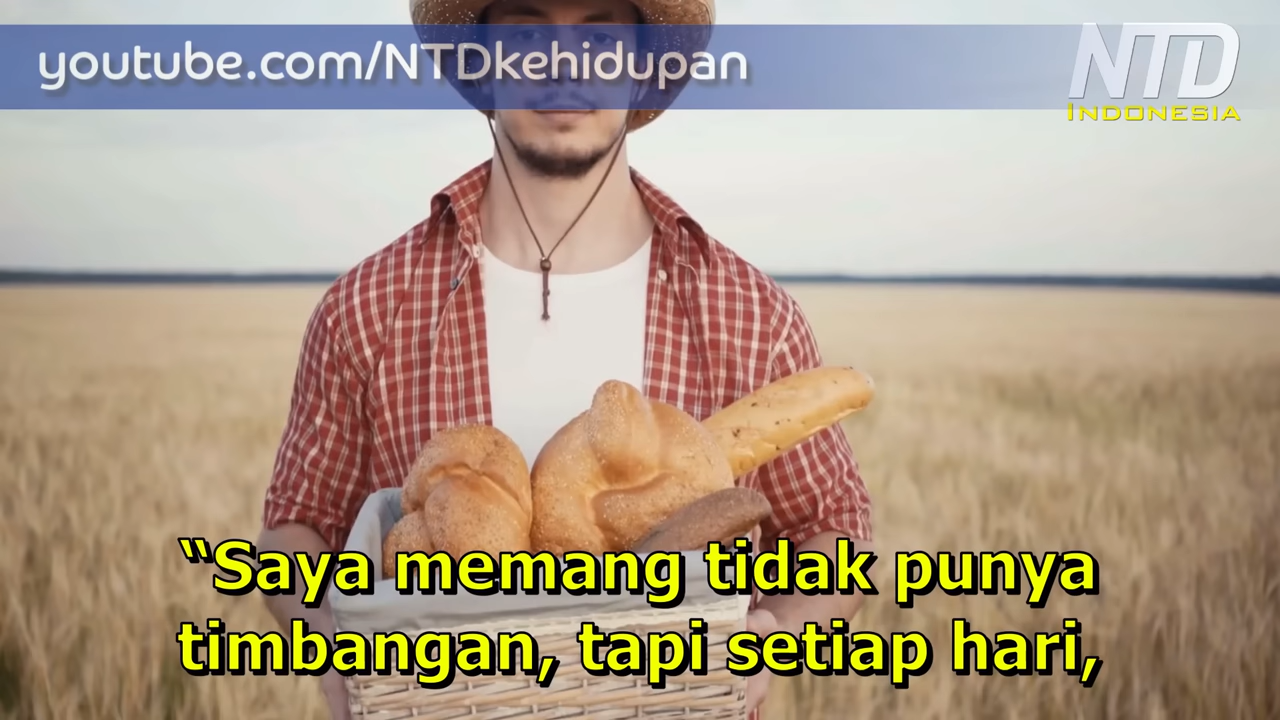 youtube.com/NTDkehidupan
NTD
INDONESIA
“Saya memang tidak punya
timbangan, tapi setiap hari,